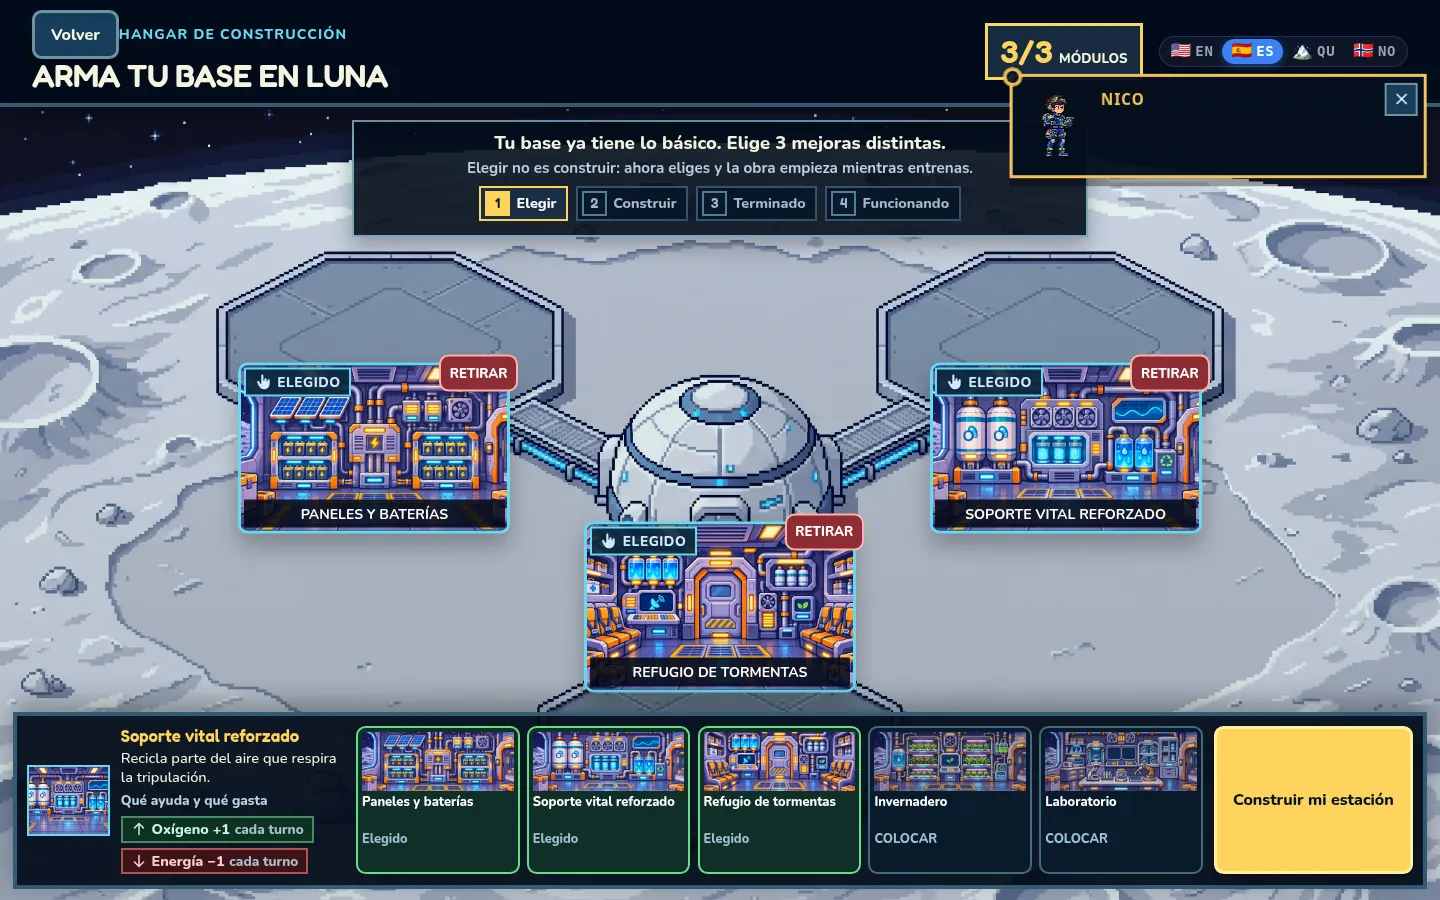 Volver
HANGAR DE CONSTRUCCIÓN
ARMA TU BASE EN LUNA
3/3 MÓDULOS
EN
ES
QU
NO
NICO
Tu base ya tiene lo básico. Elige 3 mejoras distintas.
Elegir no es construir: ahora eliges y la obra empieza mientras entrenas.
1 Elegir
2 Construir
3 Terminado
4 Funcionando
ELEGIDO
RETIRAR
PANELES Y BATERÍAS
ELEGIDO
RETIRAR
SOPORTE VITAL REFORZADO
ELEGIDO
RETIRAR
REFUGIO DE TORMENTAS
Soporte vital reforzado
Recicla parte del aire que respira
la tripulación.
Qué ayuda y qué gasta
↑ Oxígeno +1 cada turno
↓ Energía −1 cada turno
Paneles y baterías
Elegido
Soporte vital reforzado
Elegido
Refugio de tormentas
Elegido
Invernadero
COLOCAR
Laboratorio
COLOCAR
Construir mi estación